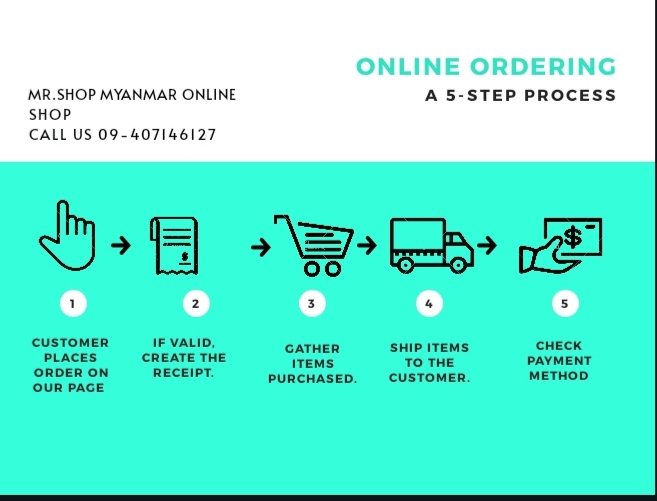 ONLINE ORDERING
A 5-STEP PROCESS
MR.SHOP MYANMAR ONLINE
SHOP
CALL US 09-407146127
$
$
1
CUSTOMER
PLACES
ORDER ON
OUR PAGE
2
IF VALID,
CREATE THE
RECEIPT.
3
GATHER
ITEMS
PURCHASED.
4
SHIP ITEMS
TO THE
CUSTOMER.
5
CHECK
PAYMENT
METHOD